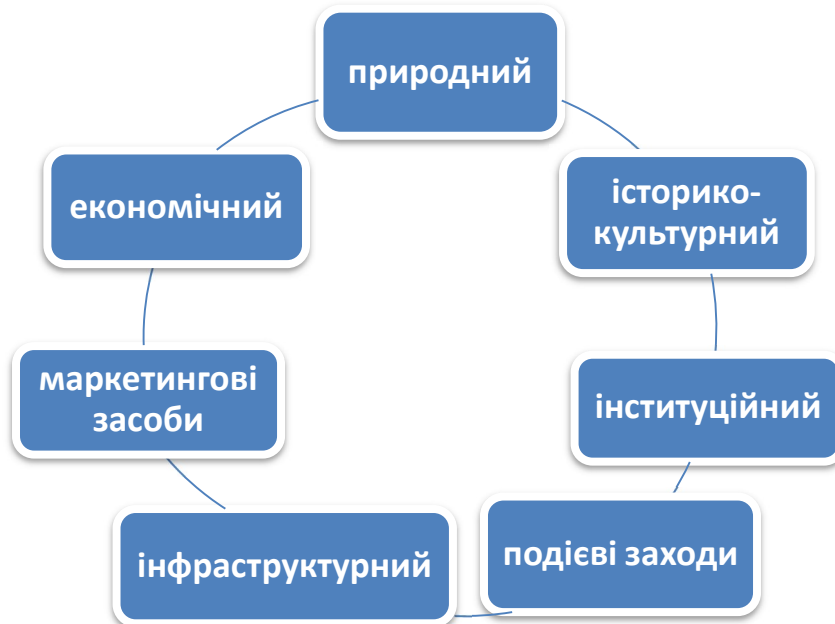 природний
історико-
культурний
інституційний
подієві заходи
інфраструктурний
маркетингові
засоби
економічний